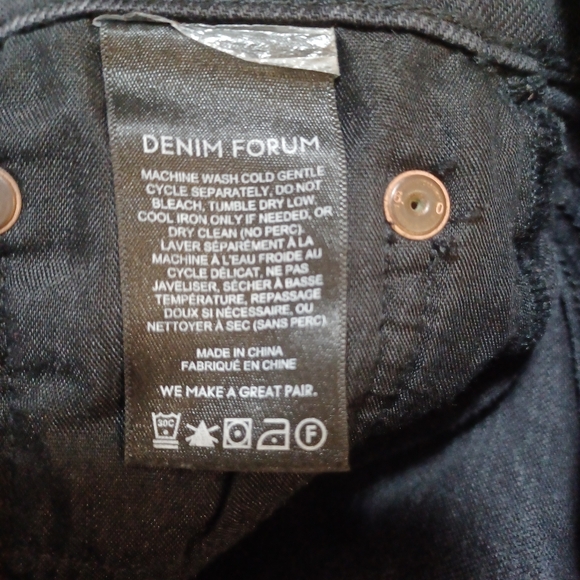 DENIM FORUM
MACHINE WASH COLD GENTLE
CYCLE SEPARATELY, DO NOT
BLEACH, TUMBLE DRY LOW.
COOL IRON ONLY IF NEEDED, OR
DRY CLEAN (NO PERC).
LAVER SÉPARÉMENT À LA
MACHINE À L'EAU FROIDE AU
CYCLE DÉLICAT, NE PAS
JAVELISER, SÉCHER À BASSE
TEMPÉRATURE, REPASSAGE
DOUX SI NÉCESSAIRE, OU
NETTOYER À SEC (SANS PERC).
MADE IN CHINA
FABRIQUÉ EN CHINE
WE MAKE A GREAT PAIR.
30C
F